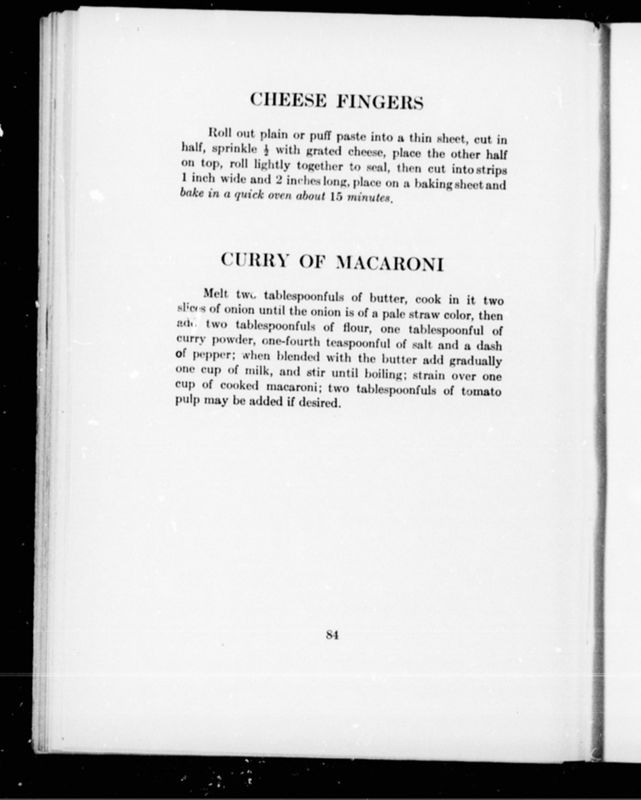 CHEESE FINGERS
Roll out plain or puff paste into a thin sheet, cut in
half, sprinkle ½ with grated cheese, place the other half
on top, roll lightly together to seal, then cut into strips
1 inch wide and 2 inches long, place on a baking sheet and
bake in a quick oven about 15 minutes.
CURRY OF MACARONI
Melt two tablespoonfuls of butter, cook in it two
slices of onion until the onion is of a pale straw color, then
add two tablespoonfuls of flour, one tablespoonful of
curry powder, one-fourth teaspoonful of salt and a dash
of pepper; when blended with the butter add gradually
one cup of milk, and stir until boiling; strain over one
cup of cooked macaroni; two tablespoonfuls of tomato
pulp may be added if desired.
84